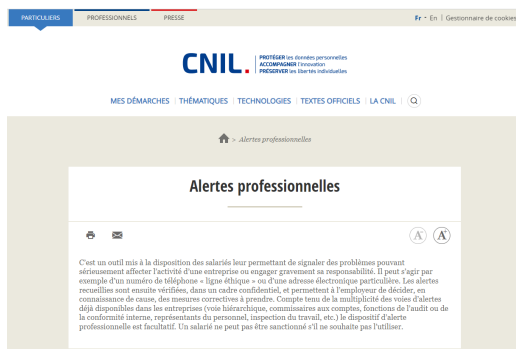 PARTICULIERS PROFESSIONNELS PRESSE Fr - En | Gestionnaire de cookies
CNIL. PROTÉGER les données personnelles
ACCOMPAGNER l'innovation
PRÉSERVER les libertés individuelles
MES DÉMARCHES | THÉMATIQUES | TECHNOLOGIES | TEXTES OFFICIELS | LA CNIL |
> Alertes professionnelles
Alertes professionnelles
A- A+
C'est un outil mis à la disposition des salariés leur permettant de signaler des problèmes pouvant
sérieusement affecter l'activité d'une entreprise ou engager gravement sa responsabilité. Il peut s'agir par
exemple d'un numéro de téléphone « ligne éthique » ou d'une adresse électronique particulière. Les alertes
recueillies sont ensuite vérifiées, dans un cadre confidentiel, et permettent à l'employeur de décider, en
connaissance de cause, des mesures correctives à prendre. Compte tenu de la multiplicité des voies d'alertes
déjà disponibles dans les entreprises (voie hiérarchique, commissaires aux comptes, fonctions de l'audit ou de
la conformité interne, représentants du personnel, inspection du travail, etc.) le dispositif d'alerte
professionnelle est facultatif. Un salarié ne peut pas être sanctionné s'il ne souhaite pas l'utiliser.